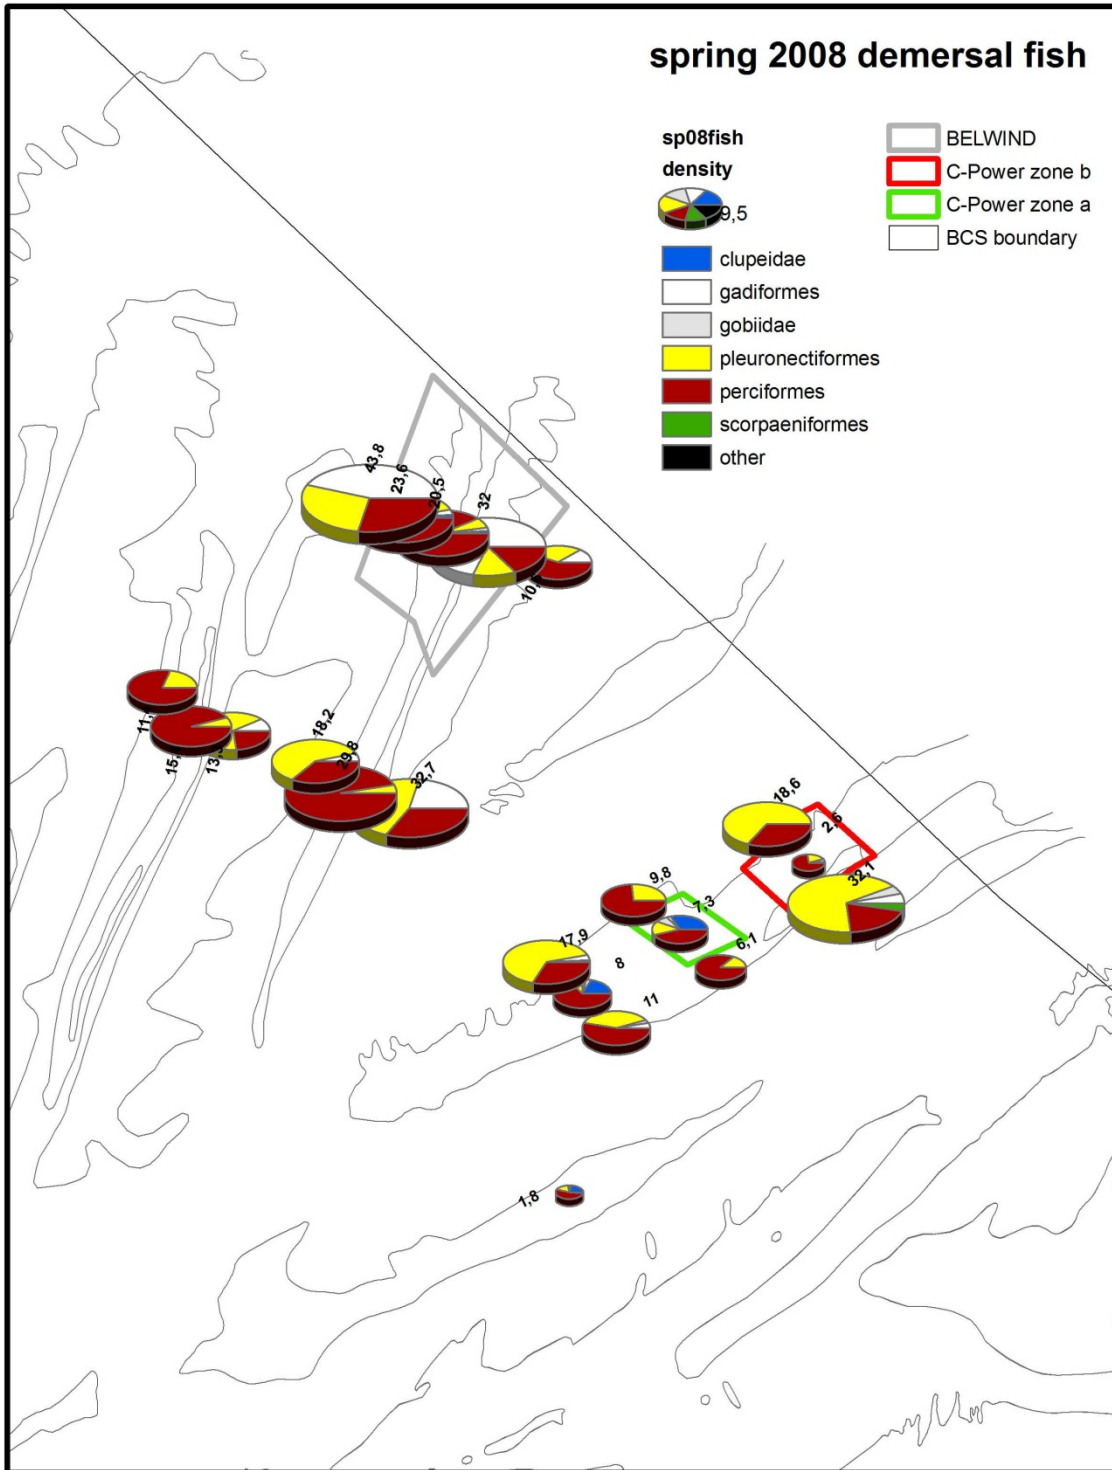 spring 2008 demersal fish
sp08fish
density
9,5
clupeidae
gadiformes
gobiidae
pleuronectiformes
perciformes
scorpaeniformes
other
BELWIND
C-Power zone b
C-Power zone a
BCS boundary
43,8
23,6
20,5
32
18,2
29,8
32,7
18,6
2,6
32,1
9,8
7,3
6,1
17,9
8
11
1,8